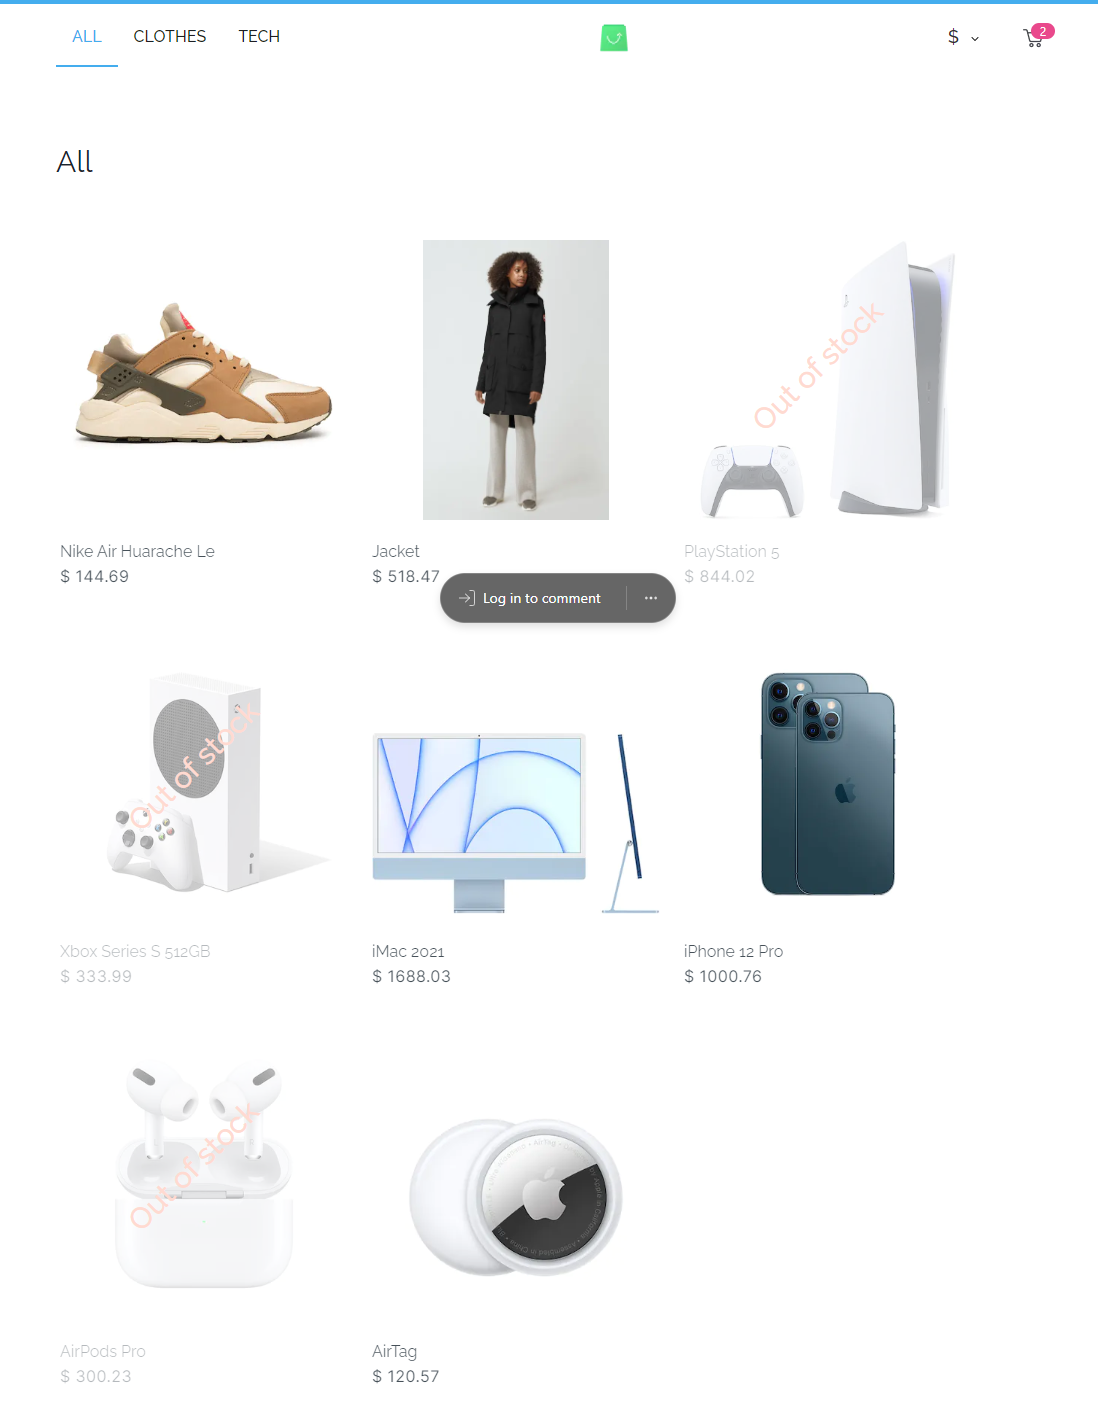 ALL CLOTHES TECH $ 2
All
Out of stock
Nike Air Huarache Le Jacket PlayStation 5
$ 144.69 $ 518.47 $ 844.02
Log in to comment
Out of stock
Xbox Series S 512GB iMac 2021 iPhone 12 Pro
$ 333.99 $ 1688.03 $ 1000.76
Out of stock
AirPods Pro AirTag
$ 300.23 $ 120.57